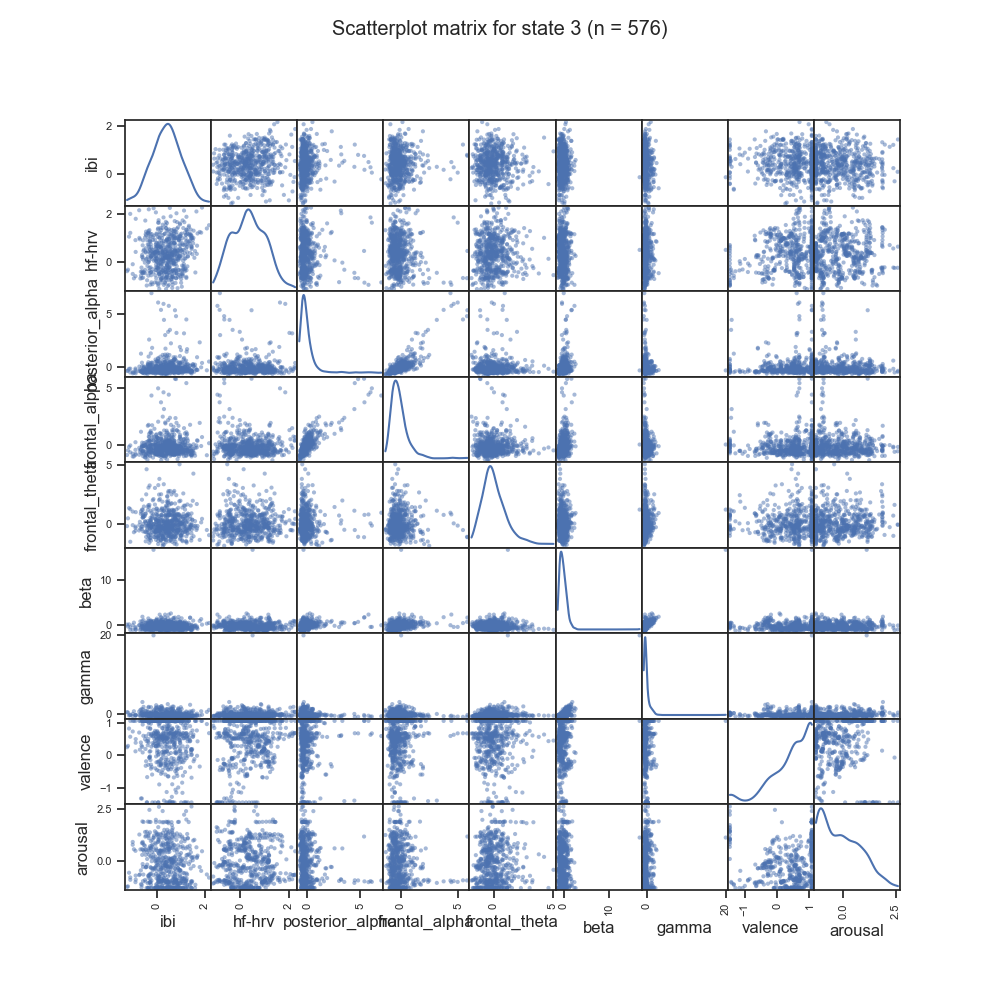 Scatterplot matrix for state 3 (n = 576)
ibi
2
0
hf-hrv
2
0
posterior_alpha
5
0
frontal_alpha
5
0
frontal_theta
5
0
beta
10
0
gamma
20
0
valence
1
0
−1
arousal
2.5
0.0
0 2 0 2 0 5 0 5 0 5 0 10 0 20 −1 0 1 0.0 2.5
ibi hf-hrv posterior_alpha frontal_alpha frontal_theta beta gamma valence arousal